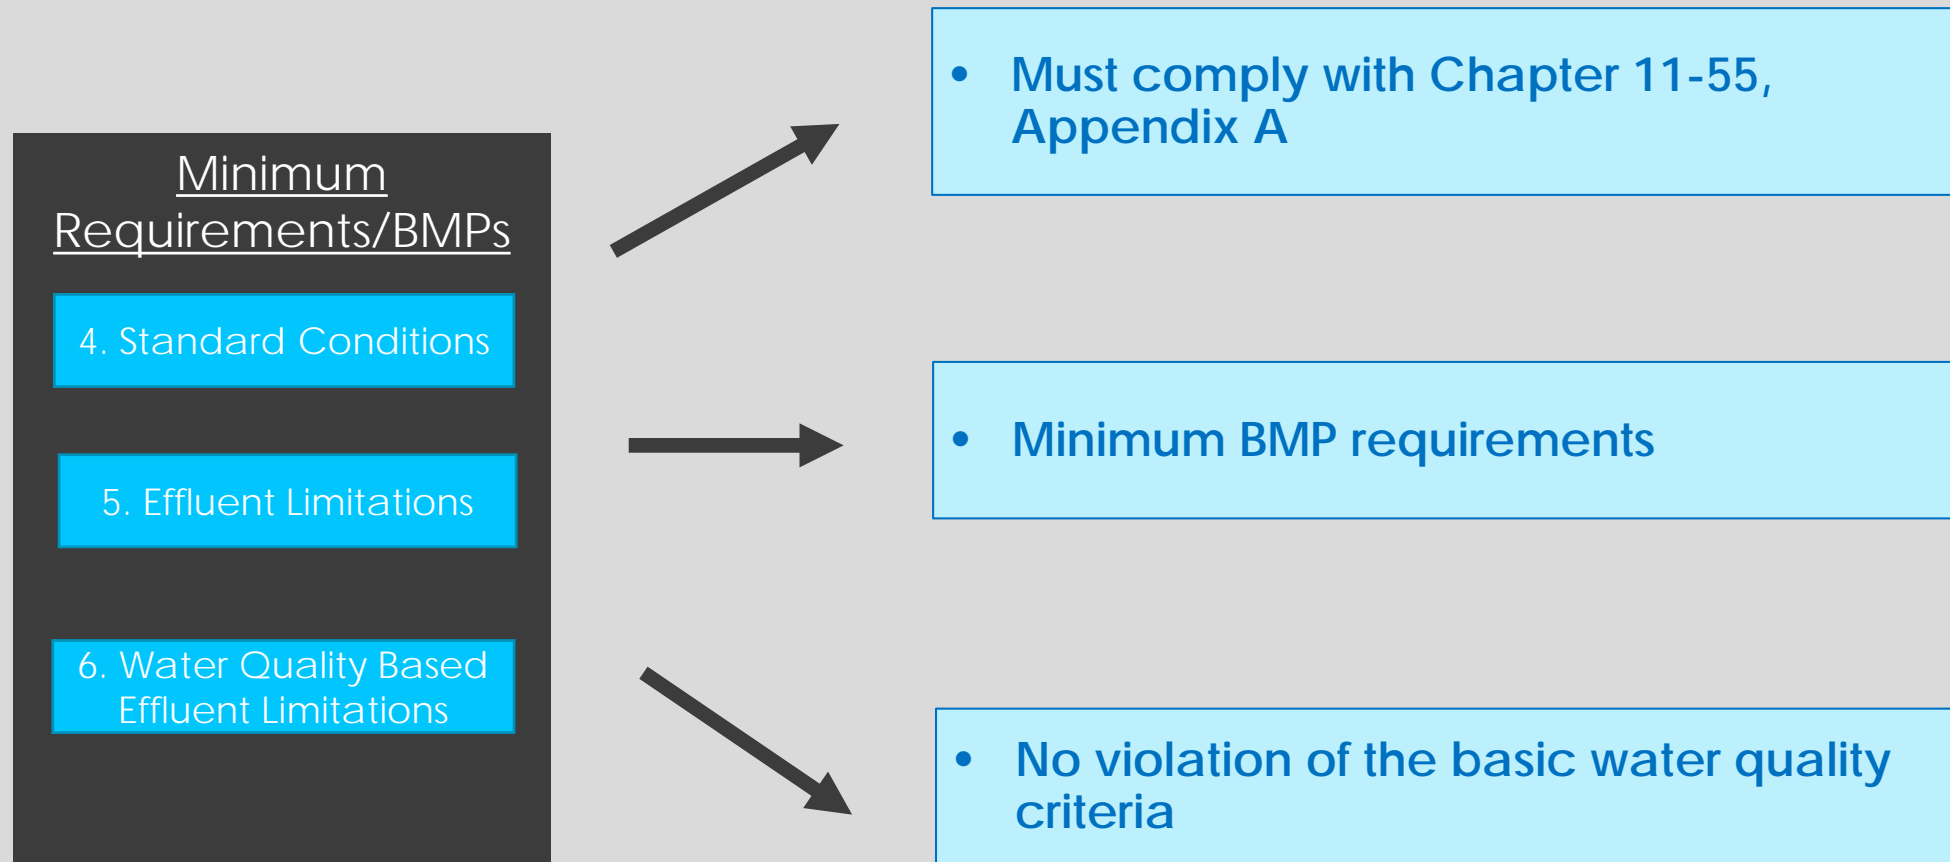 Minimum
Requirements/BMPs
4. Standard Conditions
5. Effluent Limitations
6. Water Quality Based
Effluent Limitations
• Must comply with Chapter 11-55,
Appendix A
• Minimum BMP requirements
• No violation of the basic water quality
criteria